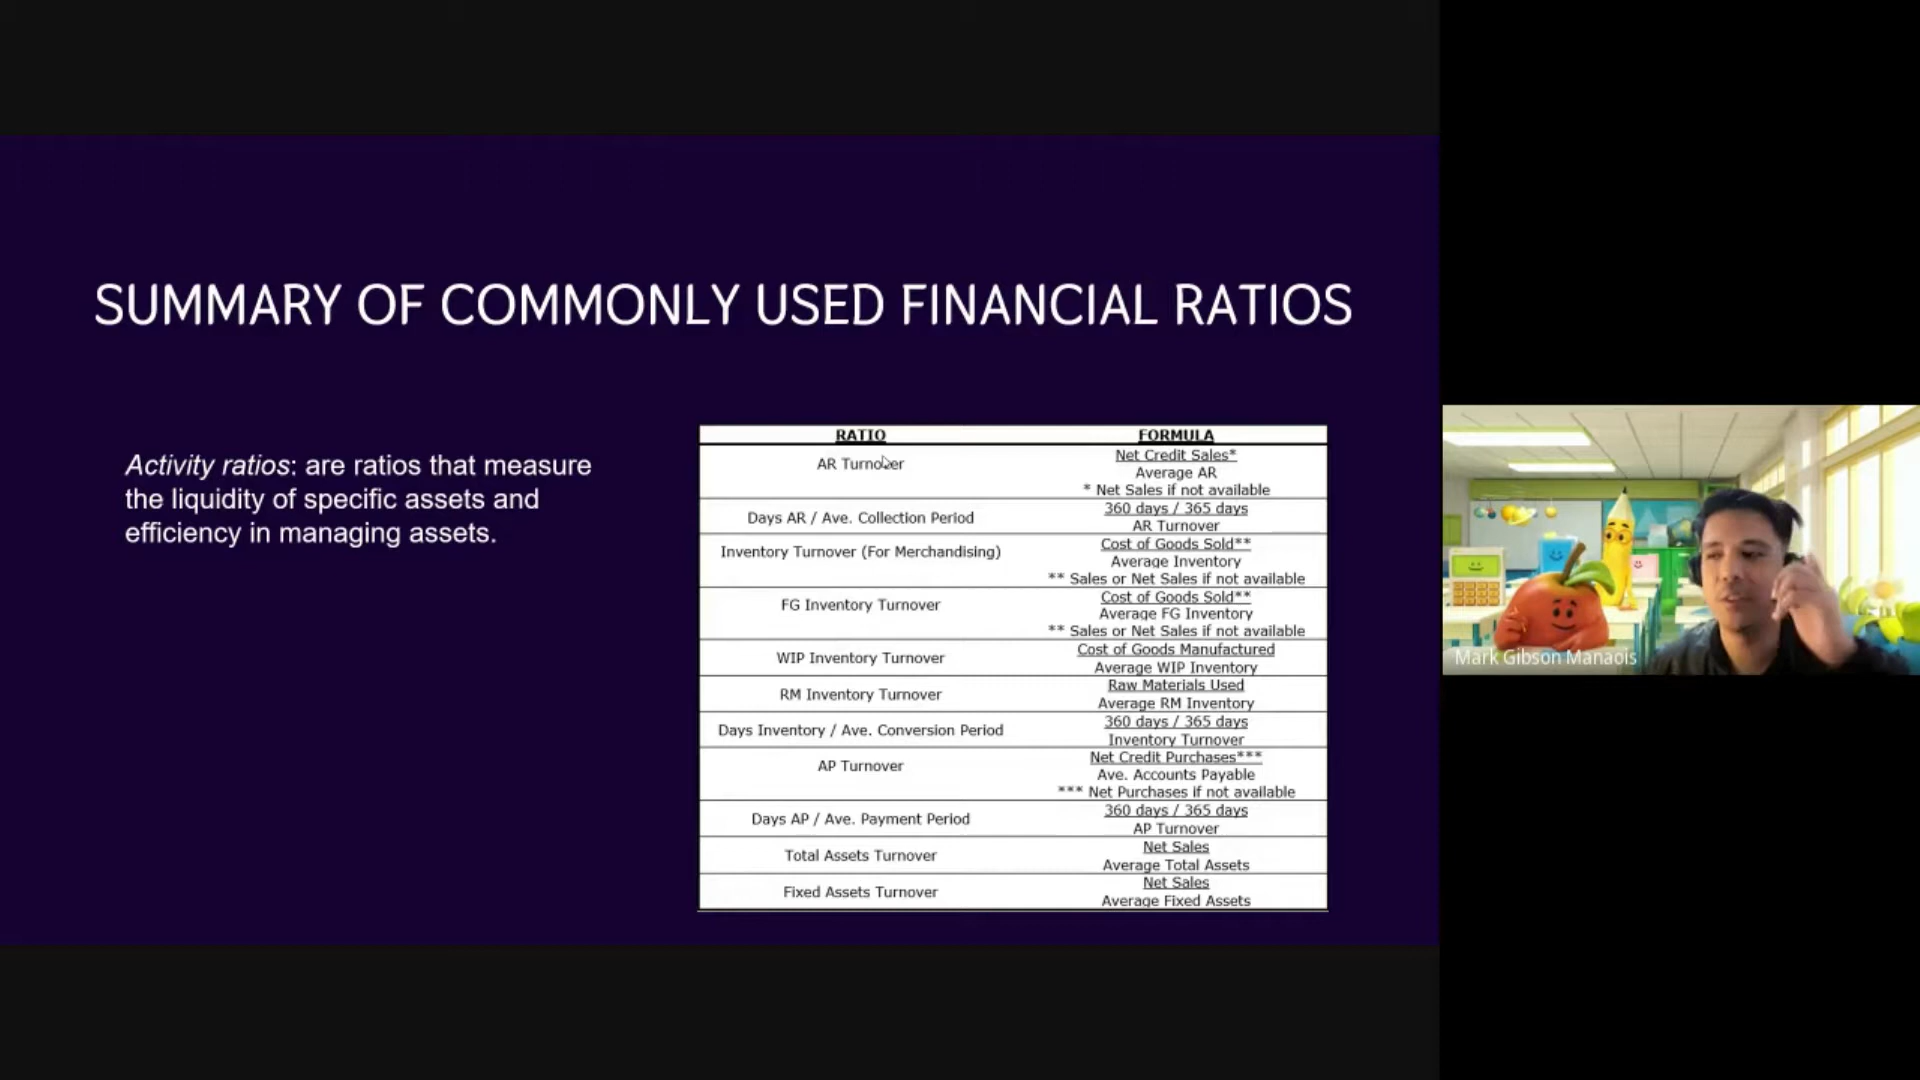 SUMMARY OF COMMONLY USED FINANCIAL RATIOS
Activity ratios: are ratios that measure
the liquidity of specific assets and
efficiency in managing assets.
RATIO FORMULA
AR Turnover Net Credit Sales*
Average AR
* Net Sales if not available
Days AR / Ave. Collection Period 360 days / 365 days
AR Turnover
Inventory Turnover (For Merchandising) Cost of Goods Sold**
Average Inventory
** Sales or Net Sales if not available
FG Inventory Turnover Cost of Goods Sold**
Average FG Inventory
** Sales or Net Sales if not available
WIP Inventory Turnover Cost of Goods Manufactured
Average WIP Inventory
RM Inventory Turnover Raw Materials Used
Average RM Inventory
Days Inventory / Ave. Conversion Period 360 days / 365 days
Inventory Turnover
AP Turnover Net Credit Purchases***
Ave. Accounts Payable
*** Net Purchases if not available
Days AP / Ave. Payment Period 360 days / 365 days
AP Turnover
Total Assets Turnover Net Sales
Average Total Assets
Fixed Assets Turnover Net Sales
Average Fixed Assets
Mark Gibson Manaois